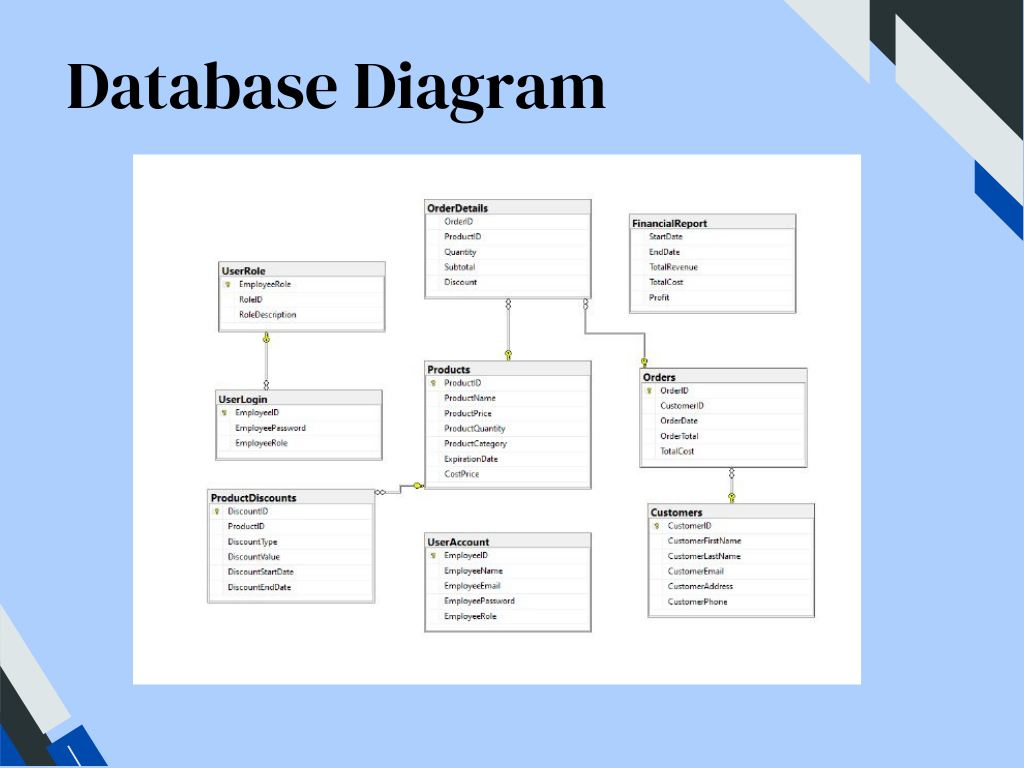 Database Diagram
OrderDetails
OrderID
ProductID
Quantity
Subtotal
Discount
FinancialReport
StartDate
EndDate
TotalRevenue
TotalCost
Profit
UserRole
EmployeeRole
RoleID
RoleDescription
Products
ProductID
ProductName
ProductPrice
ProductQuantity
ProductCategory
ExpirationDate
CostPrice
Orders
OrderID
CustomerID
OrderDate
OrderTotal
TotalCost
UserLogin
EmployeeID
EmployeePassword
EmployeeRole
ProductDiscounts
DiscountID
ProductID
DiscountType
DiscountValue
DiscountStartDate
DiscountEndDate
UserAccount
EmployeeID
EmployeeName
EmployeeEmail
EmployeePassword
EmployeeRole
Customers
CustomerID
CustomerFirstName
CustomerLastName
CustomerEmail
CustomerAddress
CustomerPhone